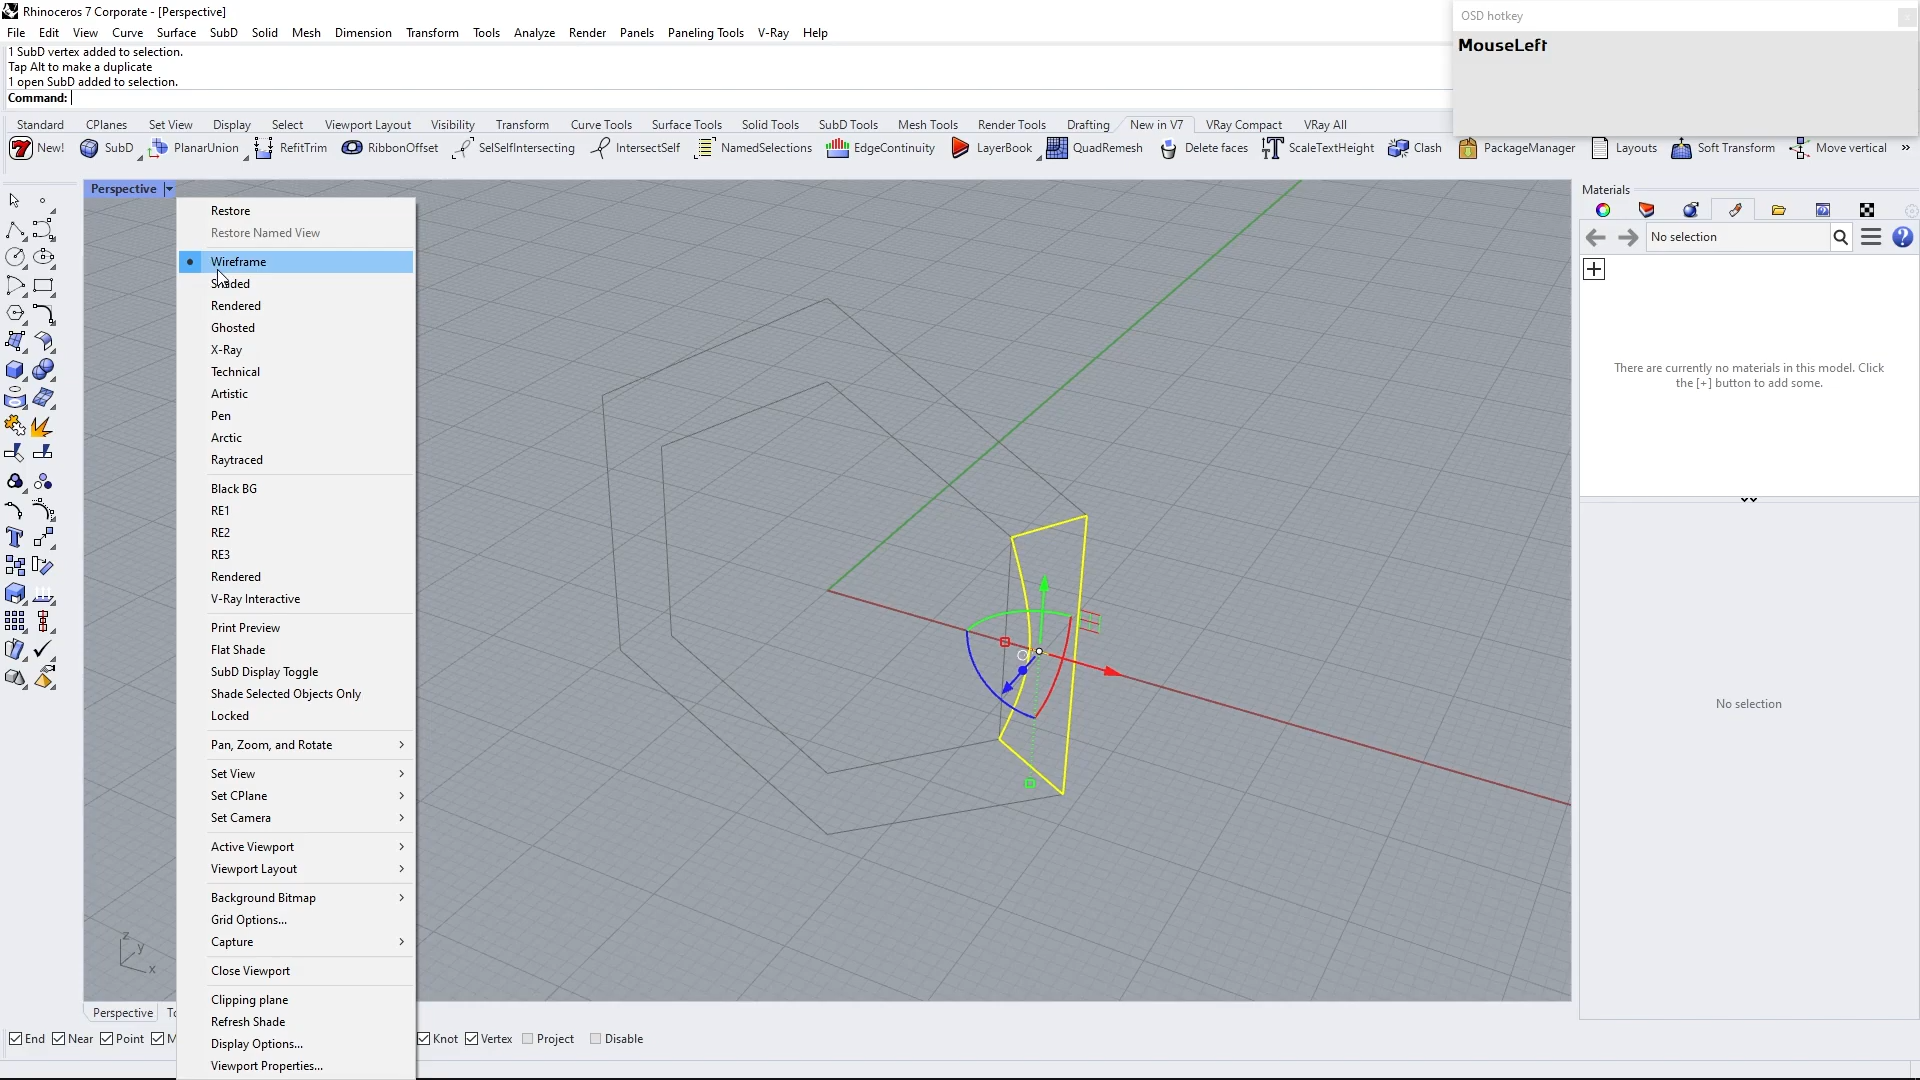 Rhinoceros 7 Corporate - [Perspective]
File Edit View Curve Surface SubD Solid Mesh Dimension Transform Tools Analyze Render Panels Paneling Tools V-Ray Help
1 SubD vertex added to selection.
Tap Alt to make a duplicate
1 open SubD added to selection.
Command:
OSD hotkey
MouseLeft
Standard CPlanes Set View Display Select Viewport Layout Visibility Transform Curve Tools Surface Tools Solid Tools SubD Tools Mesh Tools Render Tools Drafting New in V7 VRay Compact VRay All
New! SubD PlanarUnion RefitTrim RibbonOffset SelSelfIntersecting IntersectSelf NamedSelections EdgeContinuity LayerBook QuadRemesh Delete faces ScaleTextHeight Clash PackageManager Layouts Soft Transform Move vertical »
Perspective
Restore
Restore Named View
Wireframe
Shaded
Rendered
Ghosted
X-Ray
Technical
Artistic
Pen
Arctic
Raytraced
Black BG
RE1
RE2
RE3
Rendered
V-Ray Interactive
Print Preview
Flat Shade
SubD Display Toggle
Shade Selected Objects Only
Locked
Pan, Zoom, and Rotate
Set View
Set CPlane
Set Camera
Active Viewport
Viewport Layout
Background Bitmap
Grid Options...
Capture
Close Viewport
Clipping plane
Refresh Shade
Display Options...
Viewport Properties...
Materials
No selection
There are currently no materials in this model. Click
the [+] button to add some.
No selection
z
y
x
Perspective
End Near Point Knot Vertex Project Disable